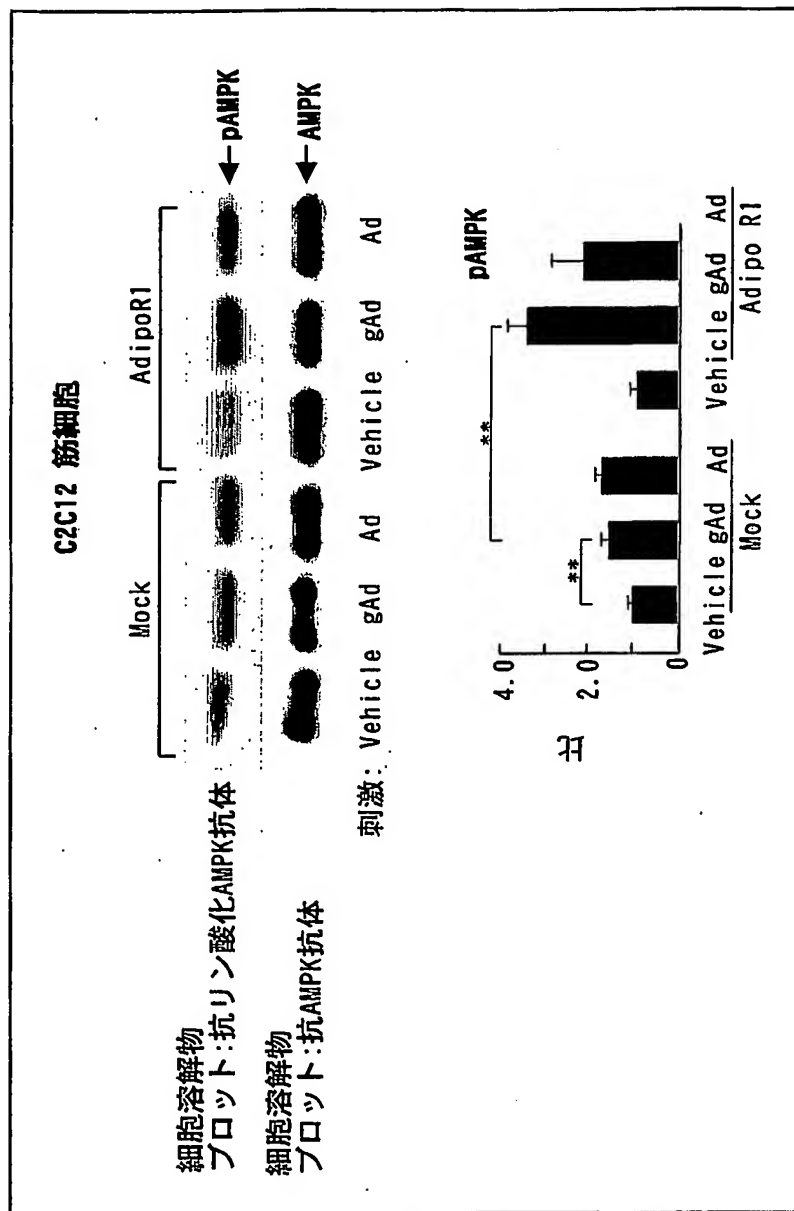 C2C12 筋細胞
Mock
AdipoR1
細胞溶解物
ブロット:抗リン酸化AMPK抗体
←pAMPK
細胞溶解物
ブロット:抗AMPK抗体
←AMPK
刺激: Vehicle gAd Ad Vehicle gAd Ad
pAMPK
比
4.0
2.0
0
**
**
Vehicle gAd Ad Vehicle gAd Ad
Mock Adipo R1